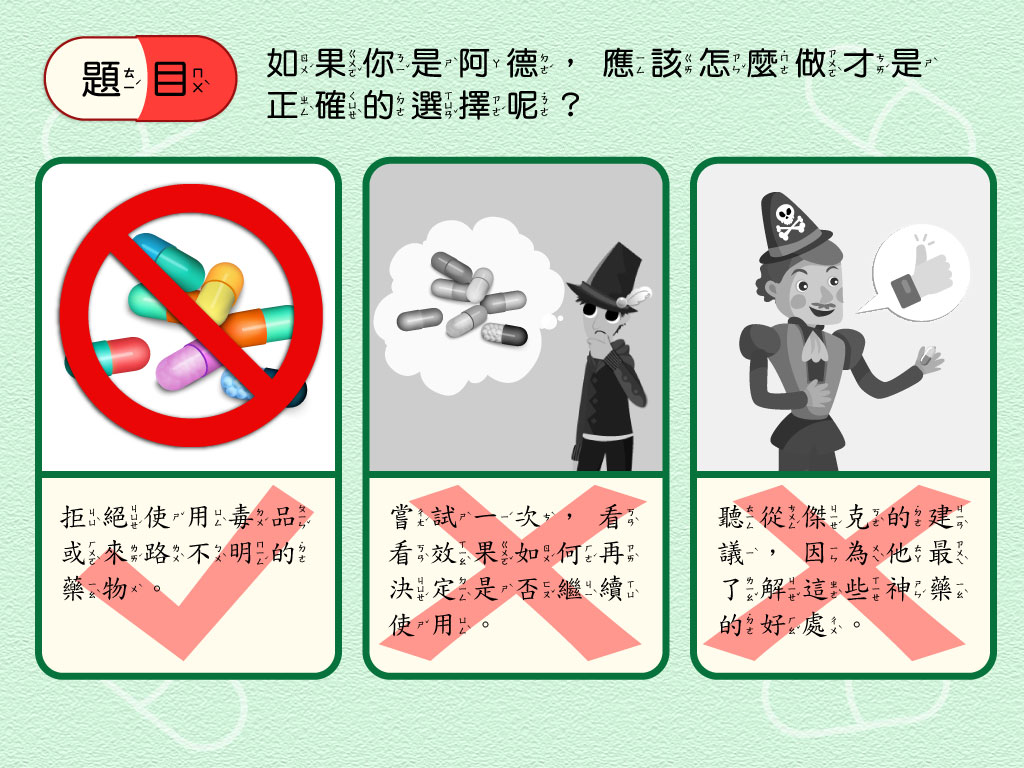 題目
如果你是阿德，應該怎麼做才是
正確的選擇呢？
拒絕使用毒品
或來路不明的
藥物。
嘗試一次，看
看效果如何再
決定是否繼續
使用。
聽從傑克的建
議，因為他最
了解這些神藥
的好處。